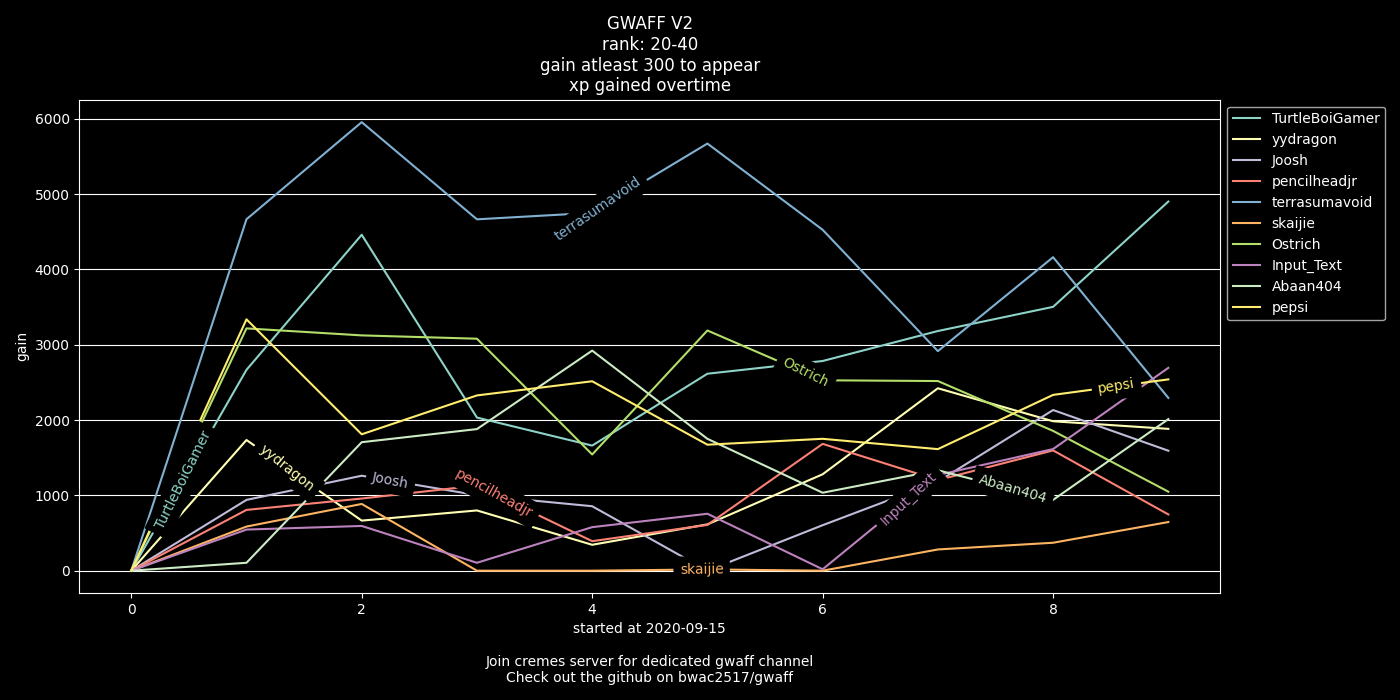 GWAFF V2
rank: 20-40
gain atleast 300 to appear
xp gained overtime
6000
5000
4000
3000
2000
1000
0
gain
0 2 4 6 8
started at 2020-09-15
TurtleBoiGamer
yydragon
Joosh
pencilheadjr
terrasumavoid
skaijie
Ostrich
Input_Text
Abaan404
pepsi
TurtleBoiGamer
yydragon
Joosh
pencilheadjr
terrasumavoid
skaijie
Ostrich
Input_Text
Abaan404
pepsi
Join cremes server for dedicated gwaff channel
Check out the github on bwac2517/gwaff